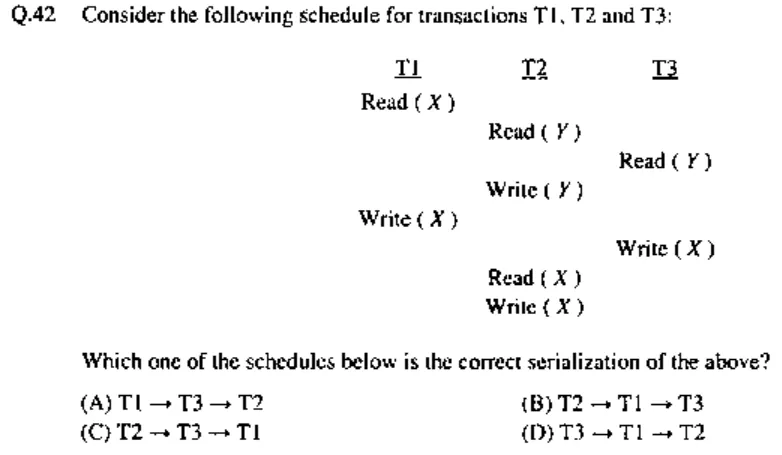 Q.42 Consider the following schedule for transactions T1, T2 and T3:
T1 T2 T3
Read ( X )
Read ( Y )
Read ( Y )
Write ( Y )
Write ( X )
Write ( X )
Read ( X )
Write ( X )
Which one of the schedules below is the correct serialization of the above?
(A) T1 → T3 → T2 (B) T2 → T1 → T3
(C) T2 → T3 → T1 (D) T3 → T1 → T2